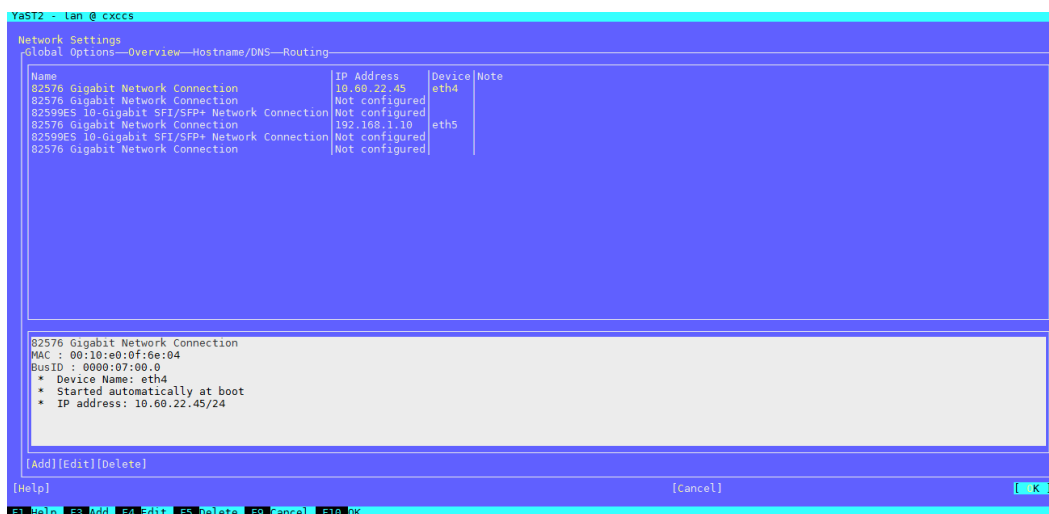 YaST2 - lan @ cxccs
Network Settings
Global Options—Overview—Hostname/DNS—Routing
Name |IP Address |Device|Note
82576 Gigabit Network Connection |10.60.22.45 |eth4 |
82576 Gigabit Network Connection |Not configured| |
82599ES 10-Gigabit SFI/SFP+ Network Connection|Not configured| |
82576 Gigabit Network Connection |192.168.1.10 |eth5 |
82599ES 10-Gigabit SFI/SFP+ Network Connection|Not configured| |
82576 Gigabit Network Connection |Not configured| |
82576 Gigabit Network Connection
MAC : 00:10:e0:0f:6e:04
BusID : 0000:07:00.0
* Device Name: eth4
* Started automatically at boot
* IP address: 10.60.22.45/24
[Add][Edit][Delete]
[Help] [Cancel] [ OK ]
F1 Help F3 Add F4 Edit F5 Delete F9 Cancel F10 OK